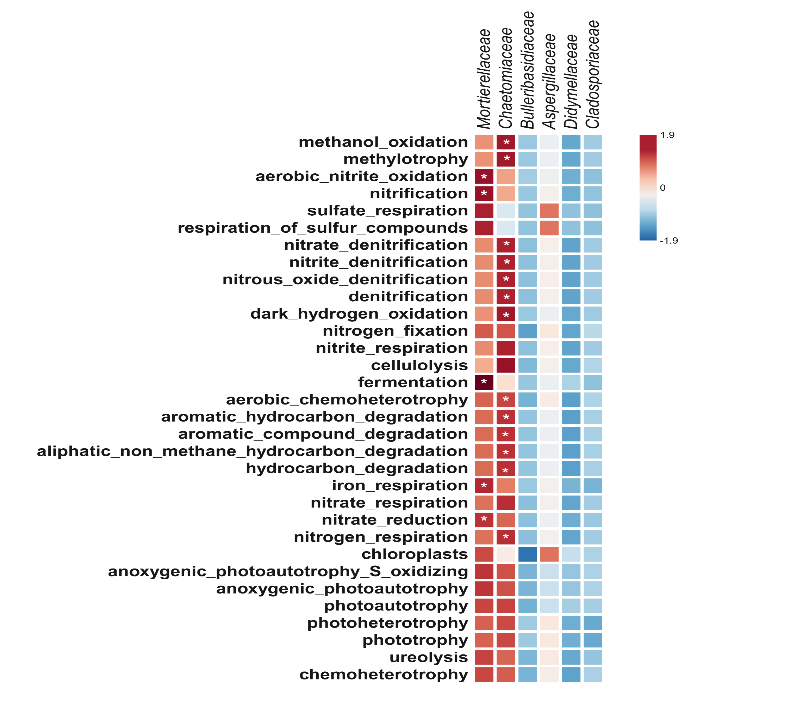 Mortierellaceae
Chaetomiaceae
Bulleribasidiaceae
Aspergillaceae
Didymellaceae
Cladosporiaceae
methanol_oxidation *
methylotrophy *
aerobic_nitrite_oxidation *
nitrification *
sulfate_respiration
respiration_of_sulfur_compounds
nitrate_denitrification *
nitrite_denitrification *
nitrous_oxide_denitrification *
denitrification *
dark_hydrogen_oxidation *
nitrogen_fixation
nitrite_respiration
cellulolysis
fermentation *
aerobic_chemoheterotrophy *
aromatic_hydrocarbon_degradation *
aromatic_compound_degradation *
aliphatic_non_methane_hydrocarbon_degradation *
hydrocarbon_degradation *
iron_respiration *
nitrate_respiration
nitrate_reduction *
nitrogen_respiration *
chloroplasts
anoxygenic_photoautotrophy_S_oxidizing
anoxygenic_photoautotrophy
photoautotrophy
photoheterotrophy
phototrophy
ureolysis
chemoheterotrophy
1.9
0
-1.9